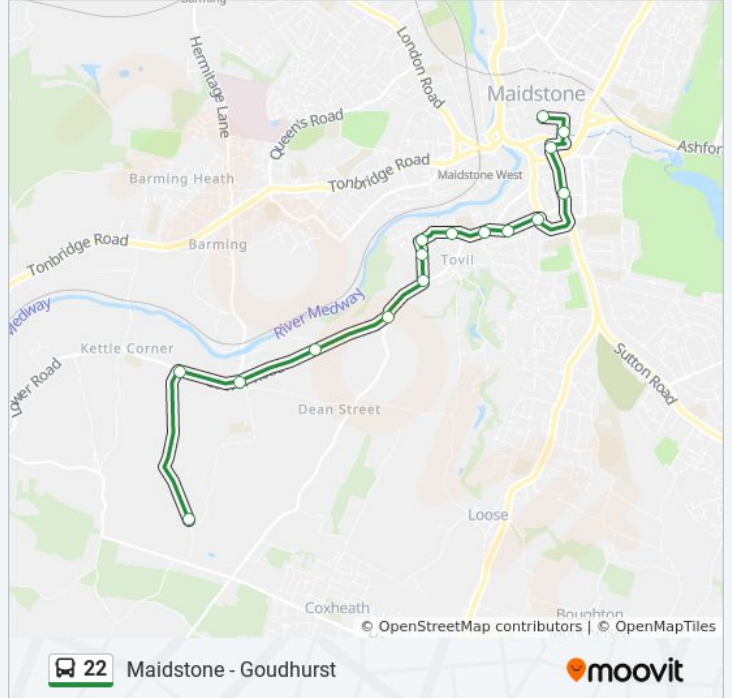 Barming
Hermitage Lane
London Road
Maidstone
Queen's Road
Ashfor
Barming Heath
Tonbridge Road
Maidstone West
Tonbridge Road
Barming
Tovil
Medway
River Medway
Kettle Corner
Lower Road
Sutton Road
Dean Street
Loose
Coxheath
Boughton
© OpenStreetMap contributors | © OpenMapTiles
22 Maidstone - Goudhurst
moovit